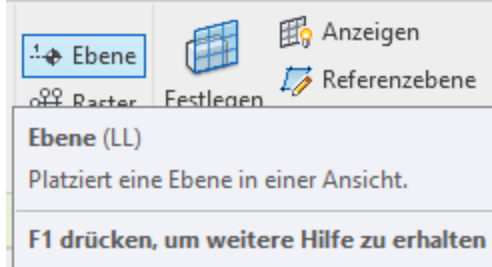 Ebene
Raster
Festlegen
Anzeigen
Referenzebene
Ebene (LL)
Platziert eine Ebene in einer Ansicht.
F1 drücken, um weitere Hilfe zu erhalten